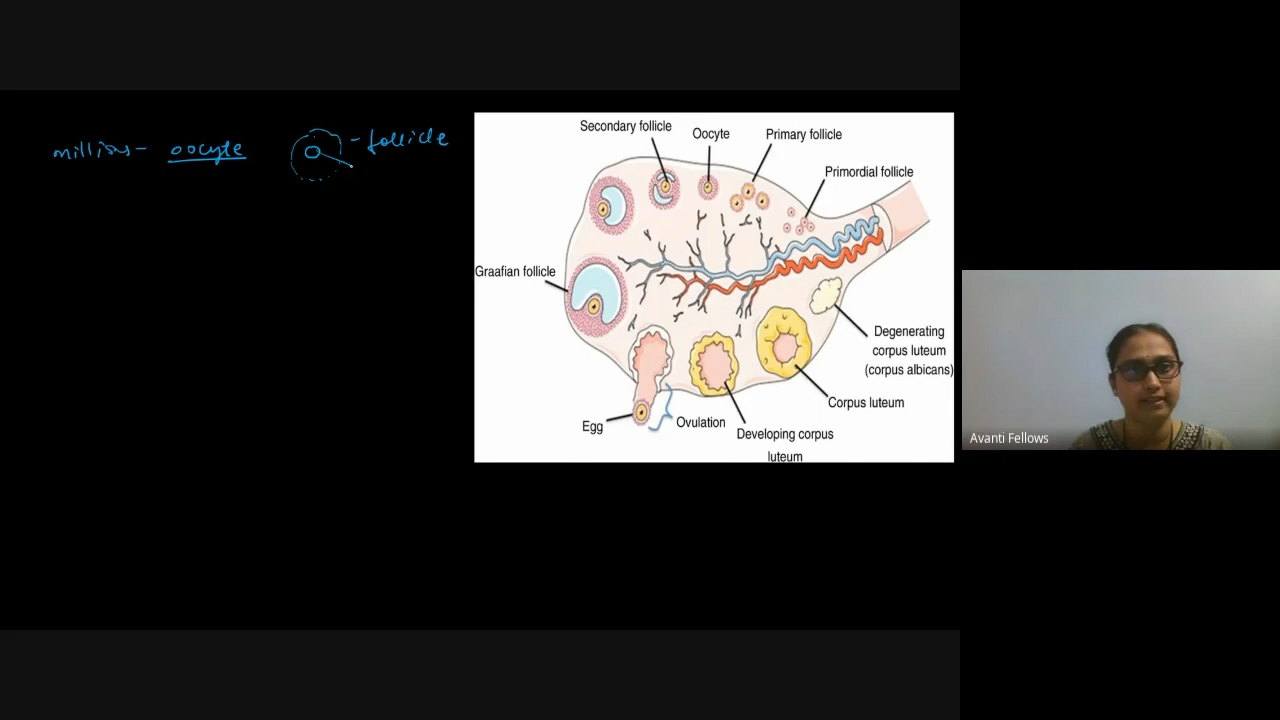 millions - oocyte
- follicle
Secondary follicle
Oocyte
Primary follicle
Primordial follicle
Graafian follicle
Degenerating
corpus luteum
(corpus albicans)
Corpus luteum
Egg
Ovulation
Developing corpus
luteum
Avanti Fellows